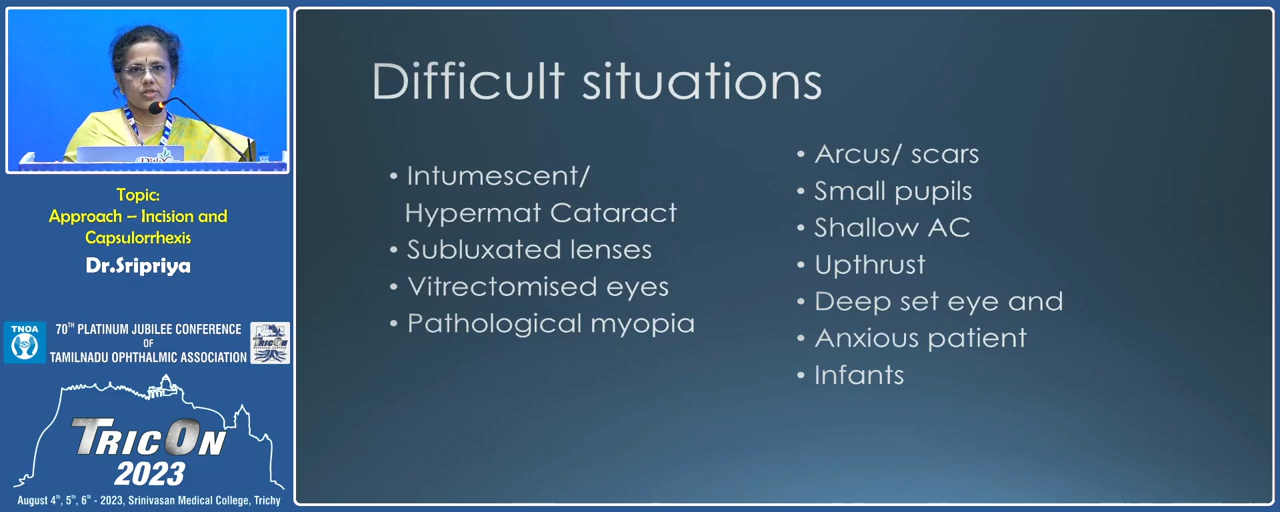 Topic:
Approach – Incision and
Capsulorrhexis
Dr.Sripriya
TNOA
70TH PLATINUM JUBILEE CONFERENCE
OF
TAMILNADU OPHTHALMIC ASSOCIATION
TRICON
2023
August 4th, 5th, 6th - 2023, Srinivasan Medical College, Trichy
Difficult situations
• Intumescent/
Hypermat Cataract
• Subluxated lenses
• Vitrectomised eyes
• Pathological myopia
• Arcus/ scars
• Small pupils
• Shallow AC
• Upthrust
• Deep set eye and
• Anxious patient
• Infants